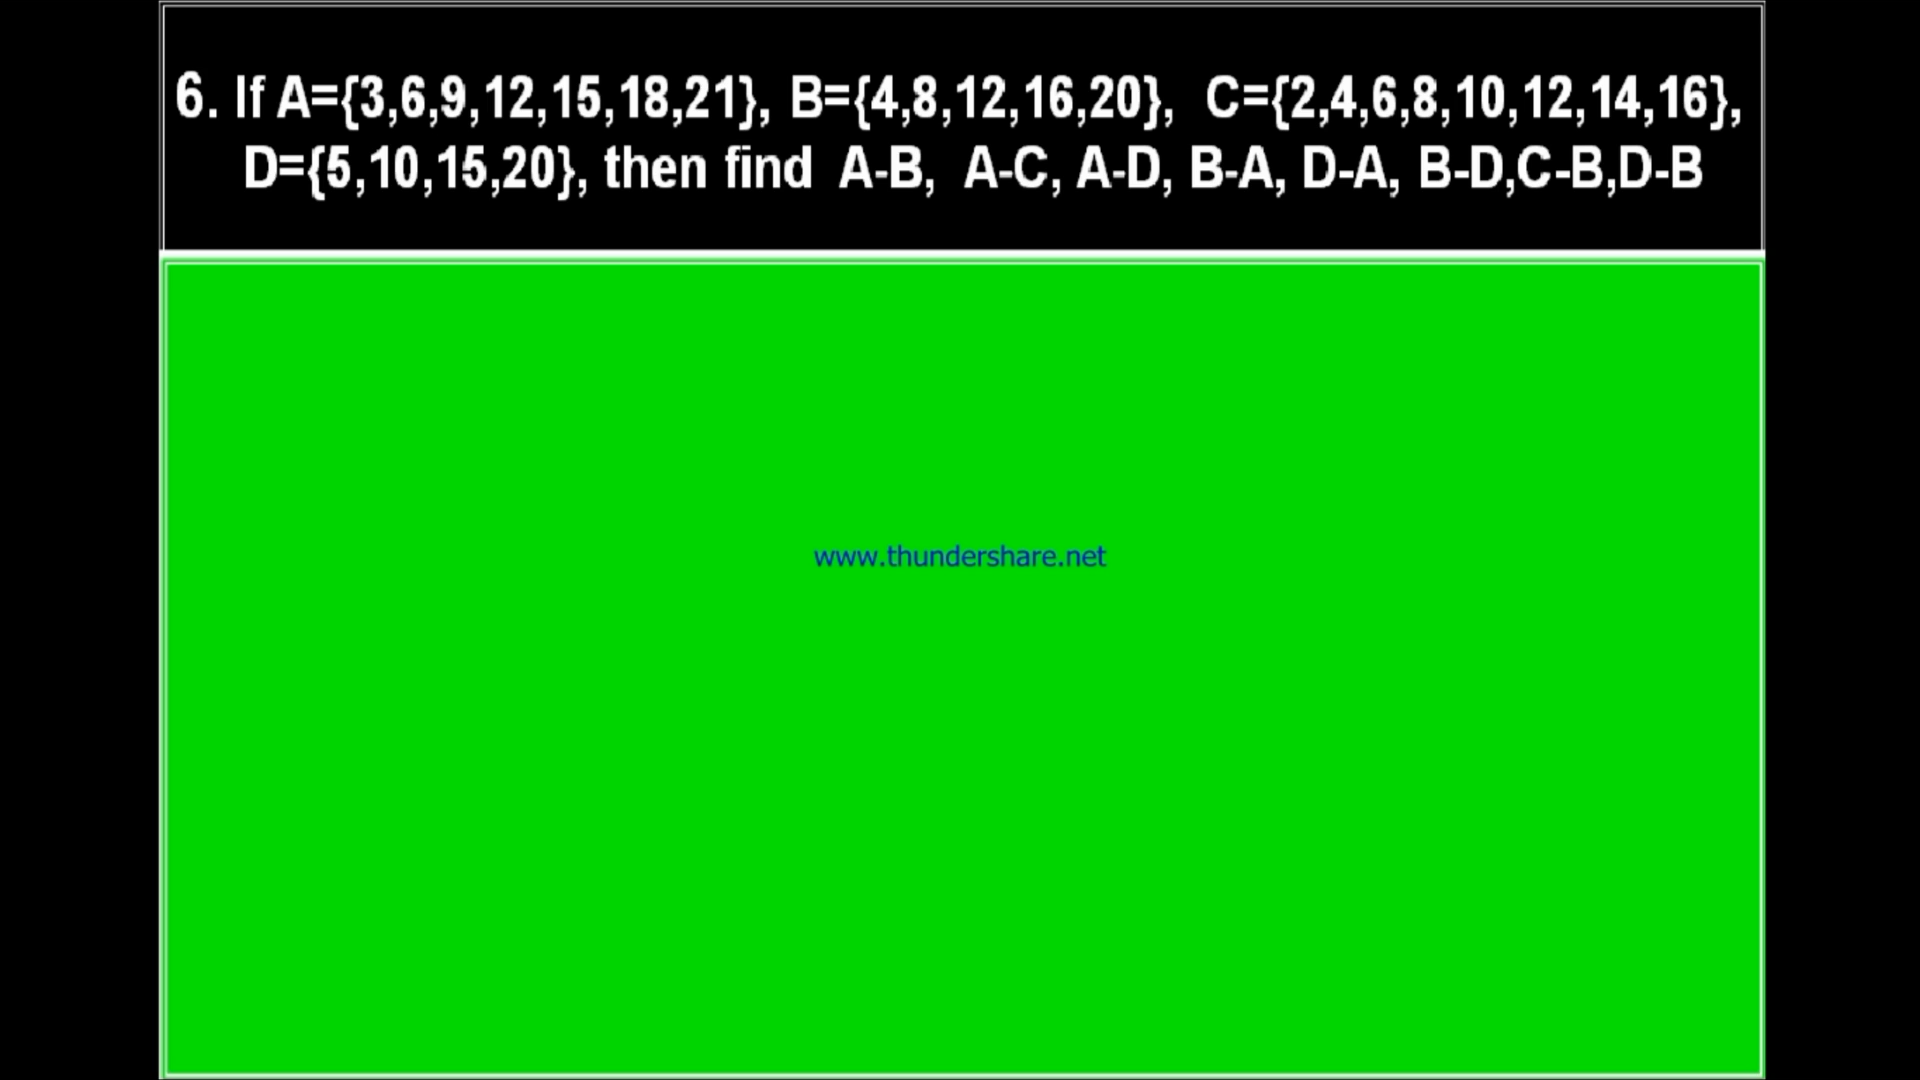 6. If A={3,6,9,12,15,18,21}, B={4,8,12,16,20}, C={2,4,6,8,10,12,14,16},
D={5,10,15,20}, then find A-B, A-C, A-D, B-A, D-A, B-D,C-B,D-B
www.thundershare.net